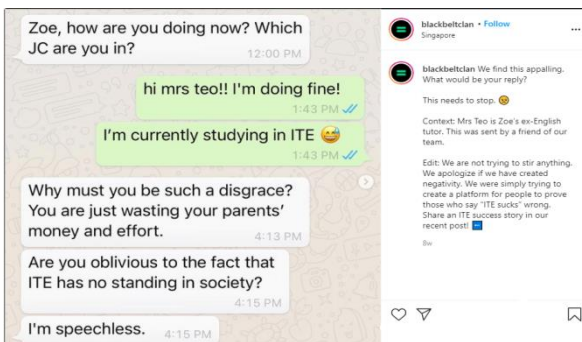 Zoe, how are you doing now? Which
JC are you in?
12:00 PM
hi mrs teo!! I'm doing fine!
1:43 PM
I'm currently studying in ITE 😅
1:43 PM
Why must you be such a disgrace?
You are just wasting your parents'
money and effort.
4:13 PM
Are you oblivious to the fact that
ITE has no standing in society?
4:15 PM
I'm speechless.
4:15 PM
blackbeltclan • Follow
Singapore
blackbeltclan We find this appalling.
What would be your reply?
This needs to stop. 😠
Context: Mrs Teo is Zoe's ex-English
tutor. This was sent by a friend of our
team.
Edit: We are not trying to stir anything.
We apologize if we have created
negativity. We were simply trying to
create a platform for people to prove
those who say "ITE sucks" wrong.
Share an ITE success story in our
recent post! ⬅️
8w